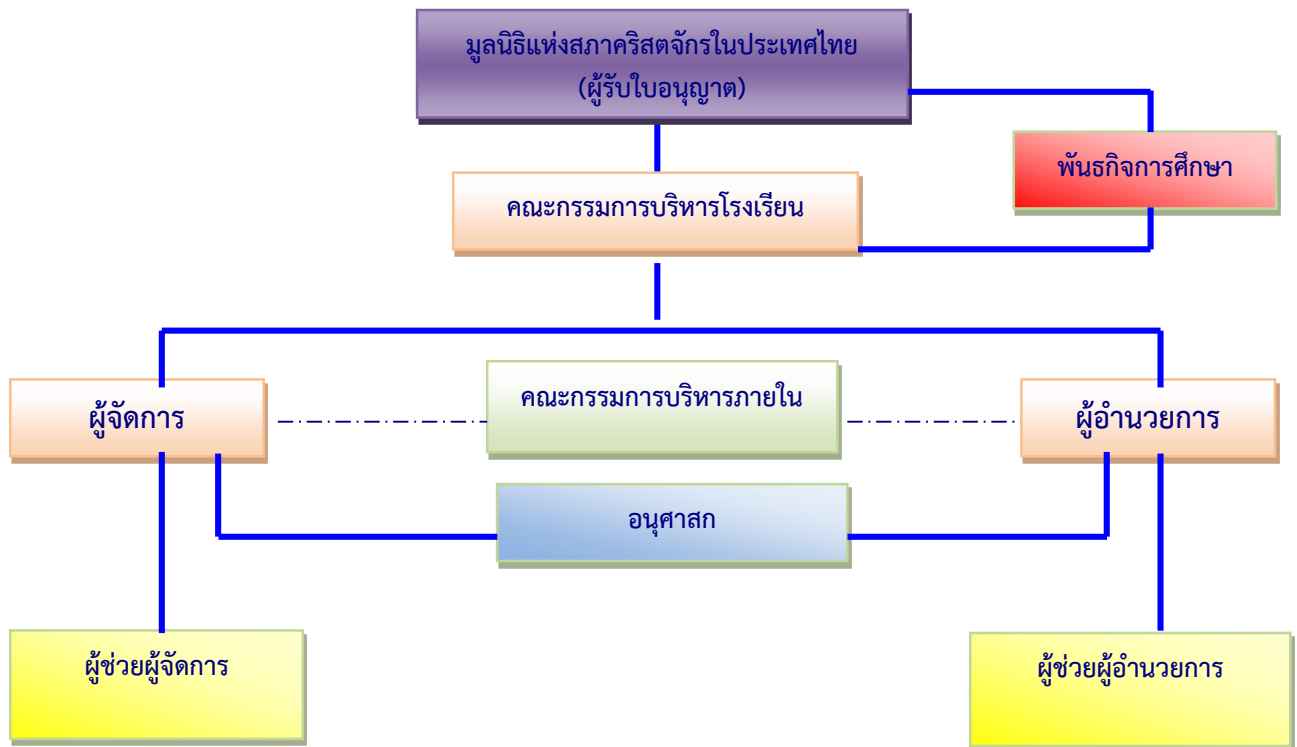 มูลนิธิแห่งสภาคริสตจักรในประเทศไทย
(ผู้รับใบอนุญาต)
พันธกิจการศึกษา
คณะกรรมการบริหารโรงเรียน
ผู้จัดการ
คณะกรรมการบริหารภายใน
ผู้อำนวยการ
อนุศาสก
ผู้ช่วยผู้จัดการ
ผู้ช่วยผู้อำนวยการ